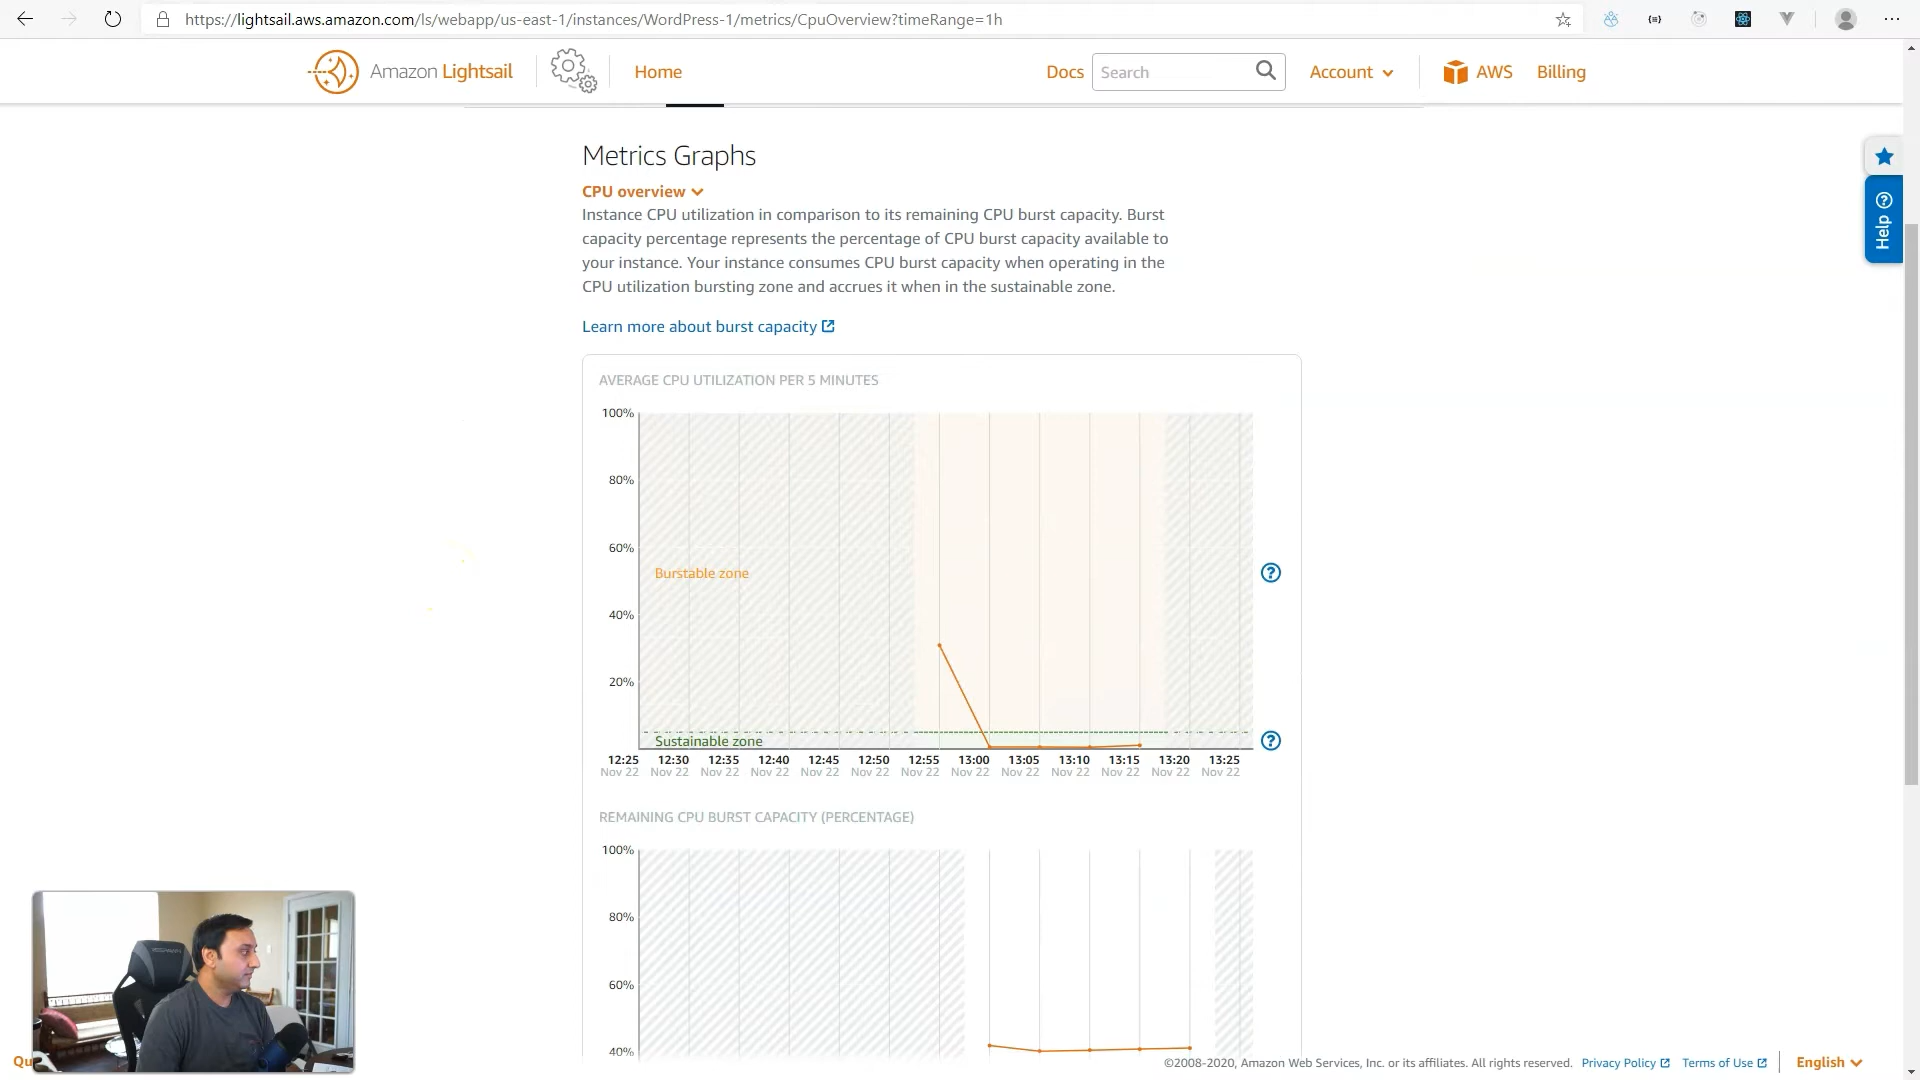 https://lightsail.aws.amazon.com/ls/webapp/us-east-1/instances/WordPress-1/metrics/CpuOverview?timeRange=1h
Amazon Lightsail
Home
Docs
Search
Account
AWS
Billing
Help
Metrics Graphs
CPU overview
Instance CPU utilization in comparison to its remaining CPU burst capacity. Burst
capacity percentage represents the percentage of CPU burst capacity available to
your instance. Your instance consumes CPU burst capacity when operating in the
CPU utilization bursting zone and accrues it when in the sustainable zone.
Learn more about burst capacity
AVERAGE CPU UTILIZATION PER 5 MINUTES
100%
80%
60%
Burstable zone
40%
20%
Sustainable zone
12:25 12:30 12:35 12:40 12:45 12:50 12:55 13:00 13:05 13:10 13:15 13:20 13:25
Nov 22 Nov 22 Nov 22 Nov 22 Nov 22 Nov 22 Nov 22 Nov 22 Nov 22 Nov 22 Nov 22 Nov 22 Nov 22
REMAINING CPU BURST CAPACITY (PERCENTAGE)
100%
80%
60%
40%
Qu
©2008-2020, Amazon Web Services, Inc. or its affiliates. All rights reserved. Privacy Policy Terms of Use English